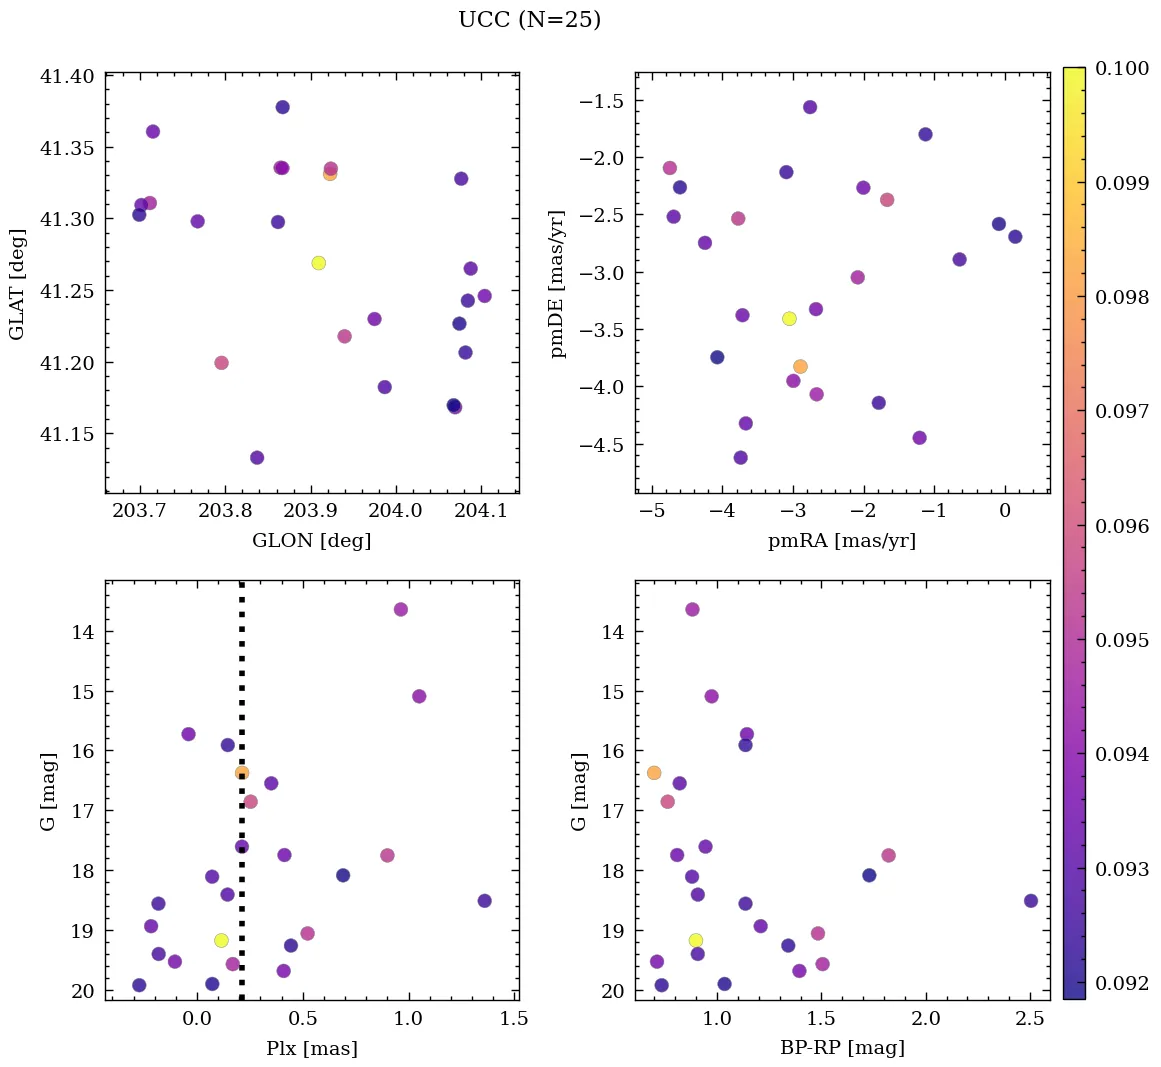 UCC (N=25)
41.40
41.35
41.30
41.25
41.20
41.15
GLAT [deg]
203.7 203.8 203.9 204.0 204.1
GLON [deg]
−1.5
−2.0
−2.5
−3.0
−3.5
−4.0
−4.5
pmDE [mas/yr]
−5 −4 −3 −2 −1 0
pmRA [mas/yr]
14
15
16
17
18
19
20
G [mag]
0.0 0.5 1.0 1.5
Plx [mas]
14
15
16
17
18
19
20
G [mag]
1.0 1.5 2.0 2.5
BP-RP [mag]
0.100
0.099
0.098
0.097
0.096
0.095
0.094
0.093
0.092